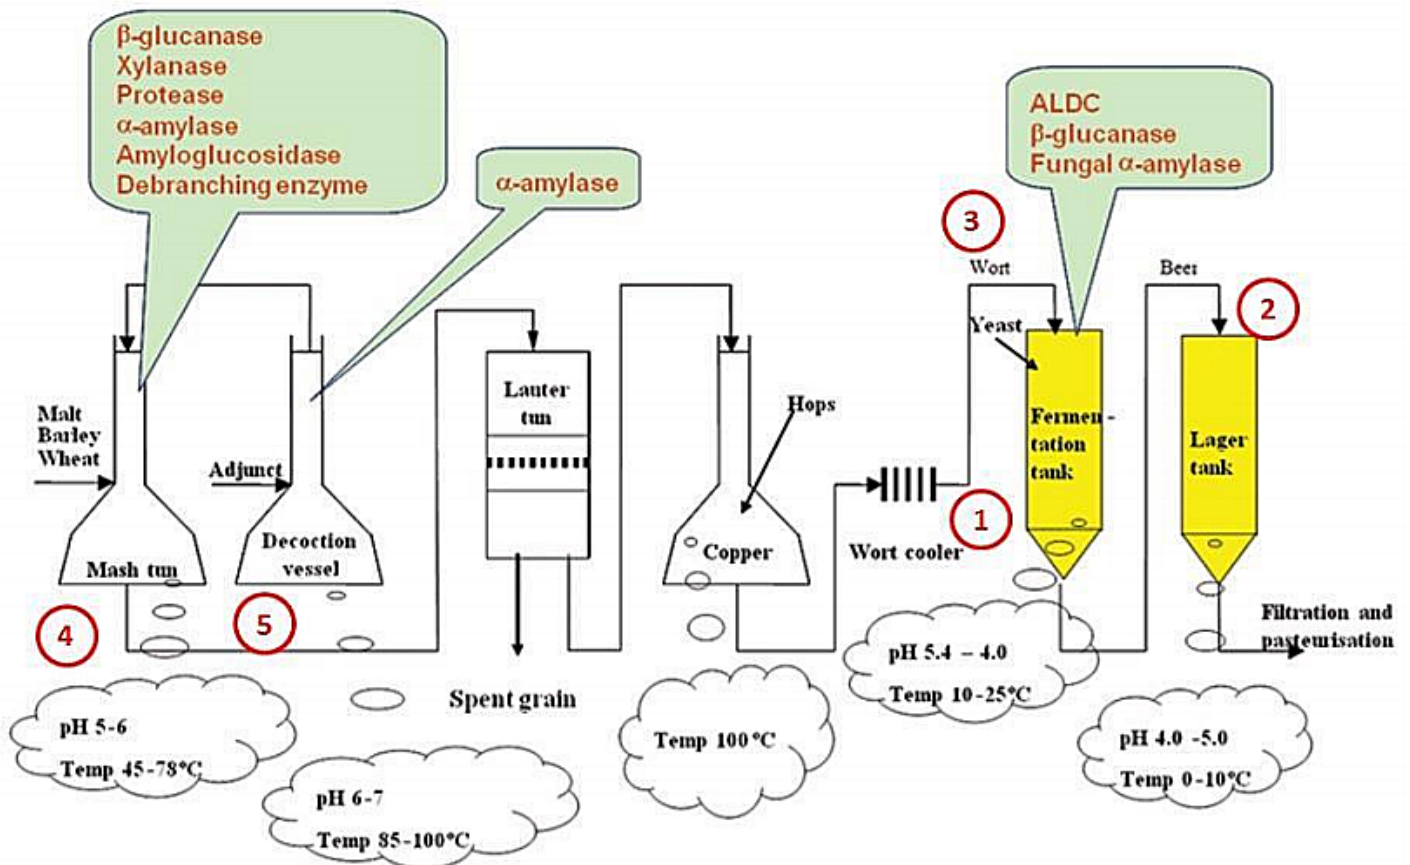 β-glucanase
Xylanase
Protease
α-amylase
Amyloglucosidase
Debranching enzyme
α-amylase
ALDC
β-glucanase
Fungal α-amylase
3
Wort
Beer
2
Yeast
Lauter
tun
Hops
Malt
Barley
Wheat
Adjunct
Fermen-
tation
tank
Lager
tank
1
Mash tun
Decoction
vessel
Copper
Wort cooler
4
5
Filtration and
pasteurisation
Spent grain
pH 5-6
Temp 45-78°C
pH 6-7
Temp 85-100°C
Temp 100°C
pH 5.4 – 4.0
Temp 10-25°C
pH 4.0 -5.0
Temp 0-10°C